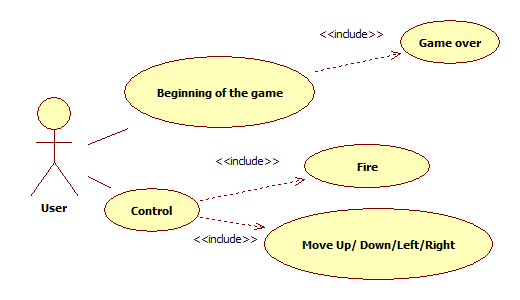 <<include>>
Game over
Beginning of the game
<<include>>
Fire
User
Control
<<include>>
Move Up/ Down/Left/Right